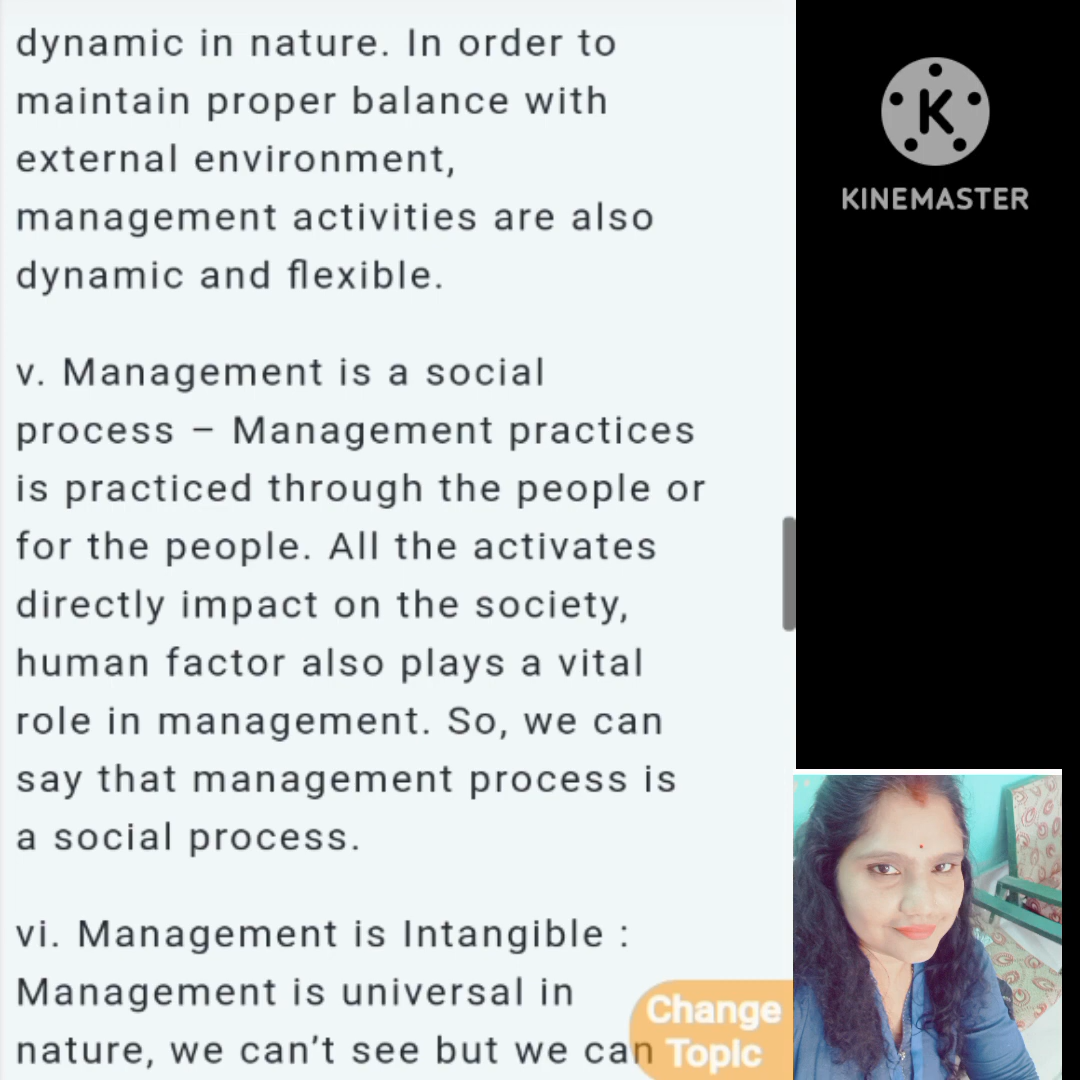 dynamic in nature. In order to
maintain proper balance with
external environment,
management activities are also
dynamic and flexible.
v. Management is a social
process – Management practices
is practiced through the people or
for the people. All the activates
directly impact on the society,
human factor also plays a vital
role in management. So, we can
say that management process is
a social process.
vi. Management is Intangible :
Management is universal in
nature, we can't see but we can
Change
Topic
K
KINEMASTER